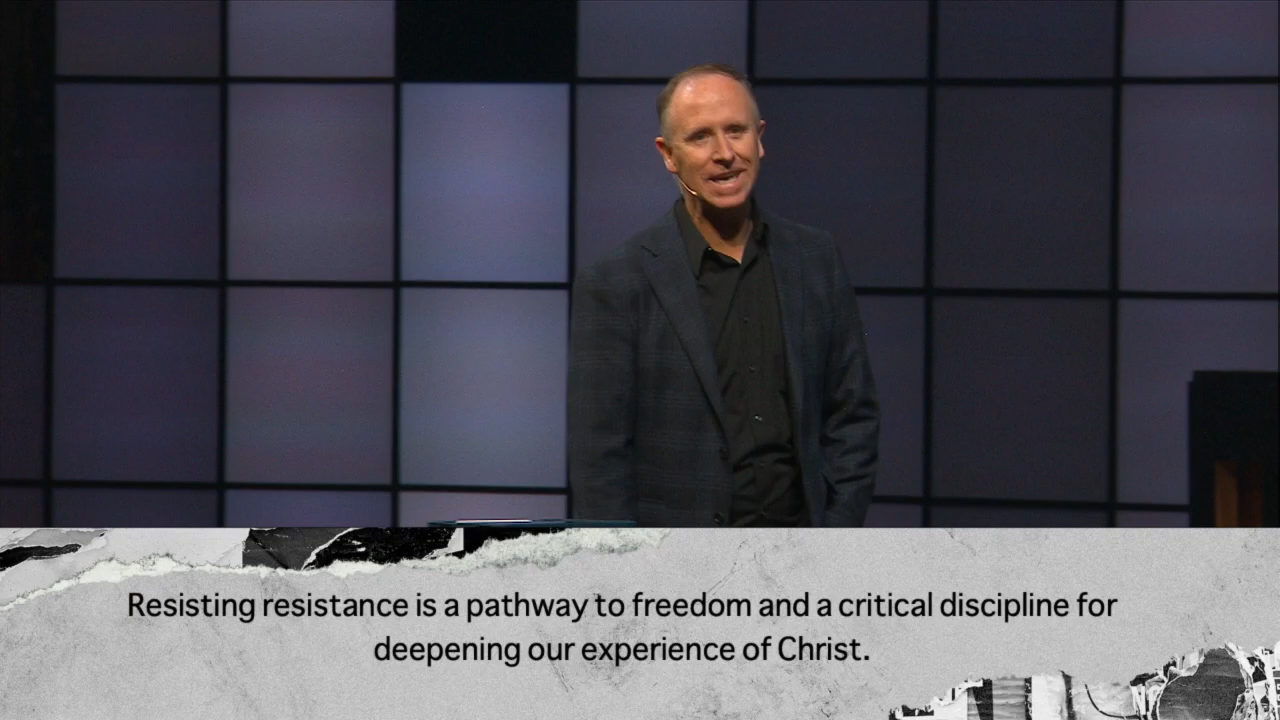 Resisting resistance is a pathway to freedom and a critical discipline for
deepening our experience of Christ.